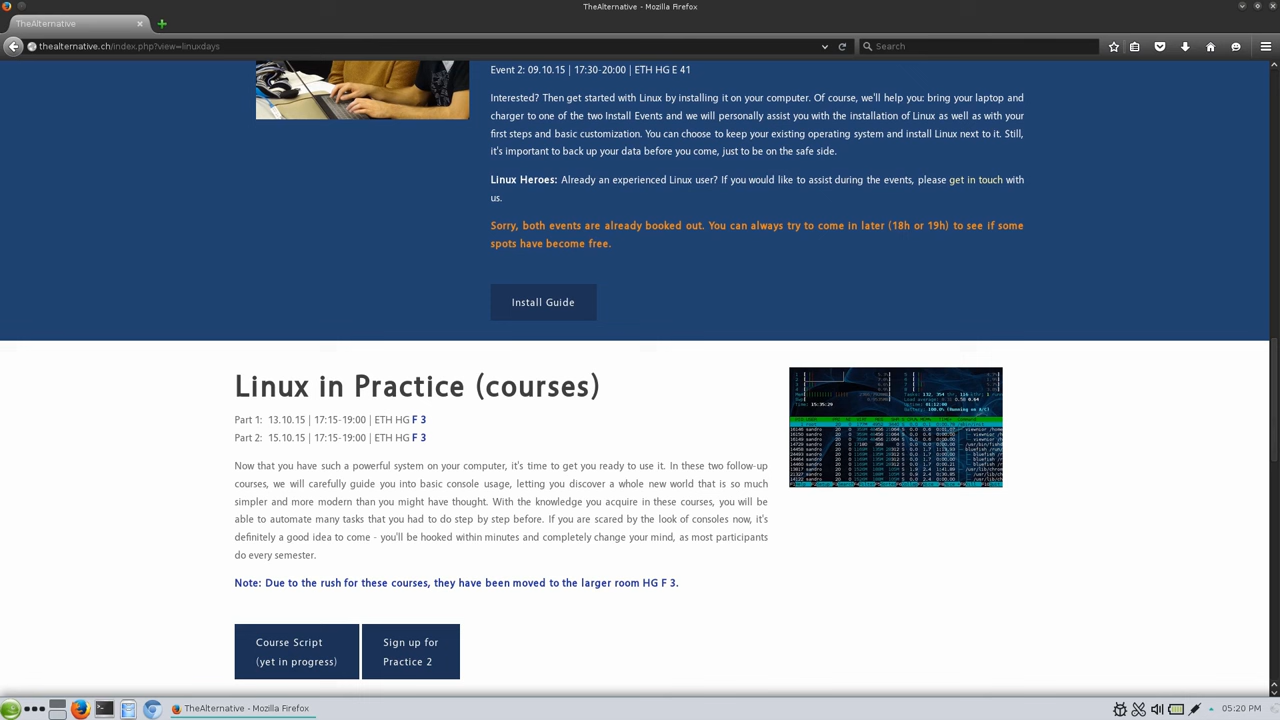 TheAlternative - Mozilla Firefox
TheAlternative
thealternative.ch/index.php?view=linuxdays
Search
Event 2: 09.10.15 | 17:30-20:00 | ETH HG E 41
Interested? Then get started with Linux by installing it on your computer. Of course, we'll help you: bring your laptop and
charger to one of the two Install Events and we will personally assist you with the installation of Linux as well as with your
first steps and basic customization. You can choose to keep your existing operating system and install Linux next to it. Still,
it's important to back up your data before you come, just to be on the safe side.
Linux Heroes: Already an experienced Linux user? If you would like to assist during the events, please get in touch with
us.
Sorry, both events are already booked out. You can always try to come in later (18h or 19h) to see if some
spots have become free.
Install Guide
Linux in Practice (courses)
Part 1: 13.10.15 | 17:15-19:00 | ETH HG F 3
Part 2: 15.10.15 | 17:15-19:00 | ETH HG F 3
Now that you have such a powerful system on your computer, it's time to get you ready to use it. In these two follow-up
courses, we will carefully guide you into basic console usage, letting you discover a whole new world that is so much
simpler and more modern than you might have thought. With the knowledge you acquire in these courses, you will be
able to automate many tasks that you had to do step by step before. If you are scared by the look of consoles now, it's
definitely a good idea to come - you'll be hooked within minutes and completely change your mind, as most participants
do every semester.
Note: Due to the rush for these courses, they have been moved to the larger room HG F 3.
Course Script
(yet in progress)
Sign up for
Practice 2
TheAlternative - Mozilla Firefox
05:20 PM